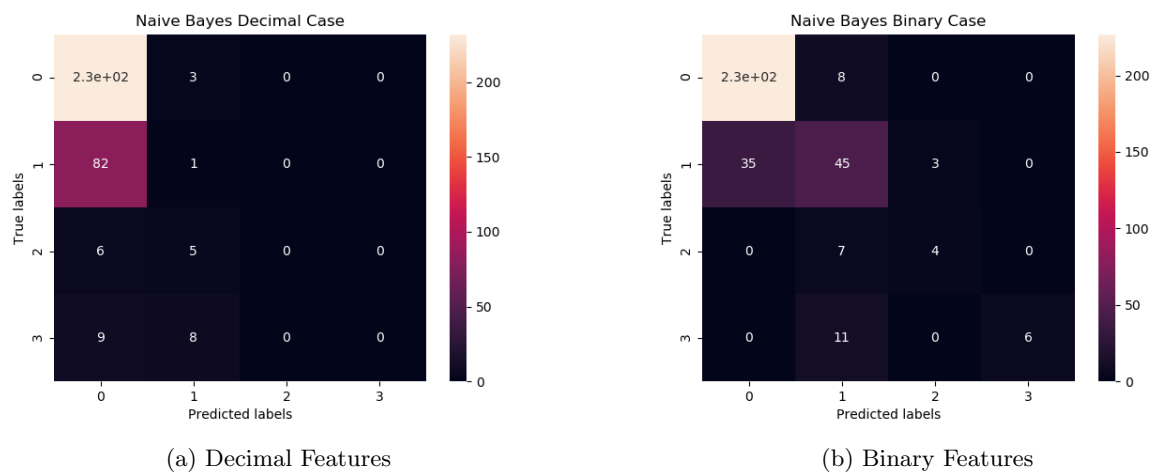 Naive Bayes Decimal Case
0 2.3e+02 3 0 0
1 82 1 0 0
2 6 5 0 0
3 9 8 0 0
0 1 2 3
Predicted labels
True labels
200
150
100
50
0
(a) Decimal Features
Naive Bayes Binary Case
0 2.3e+02 8 0 0
1 35 45 3 0
2 0 7 4 0
3 0 11 0 6
0 1 2 3
Predicted labels
True labels
200
150
100
50
0
(b) Binary Features